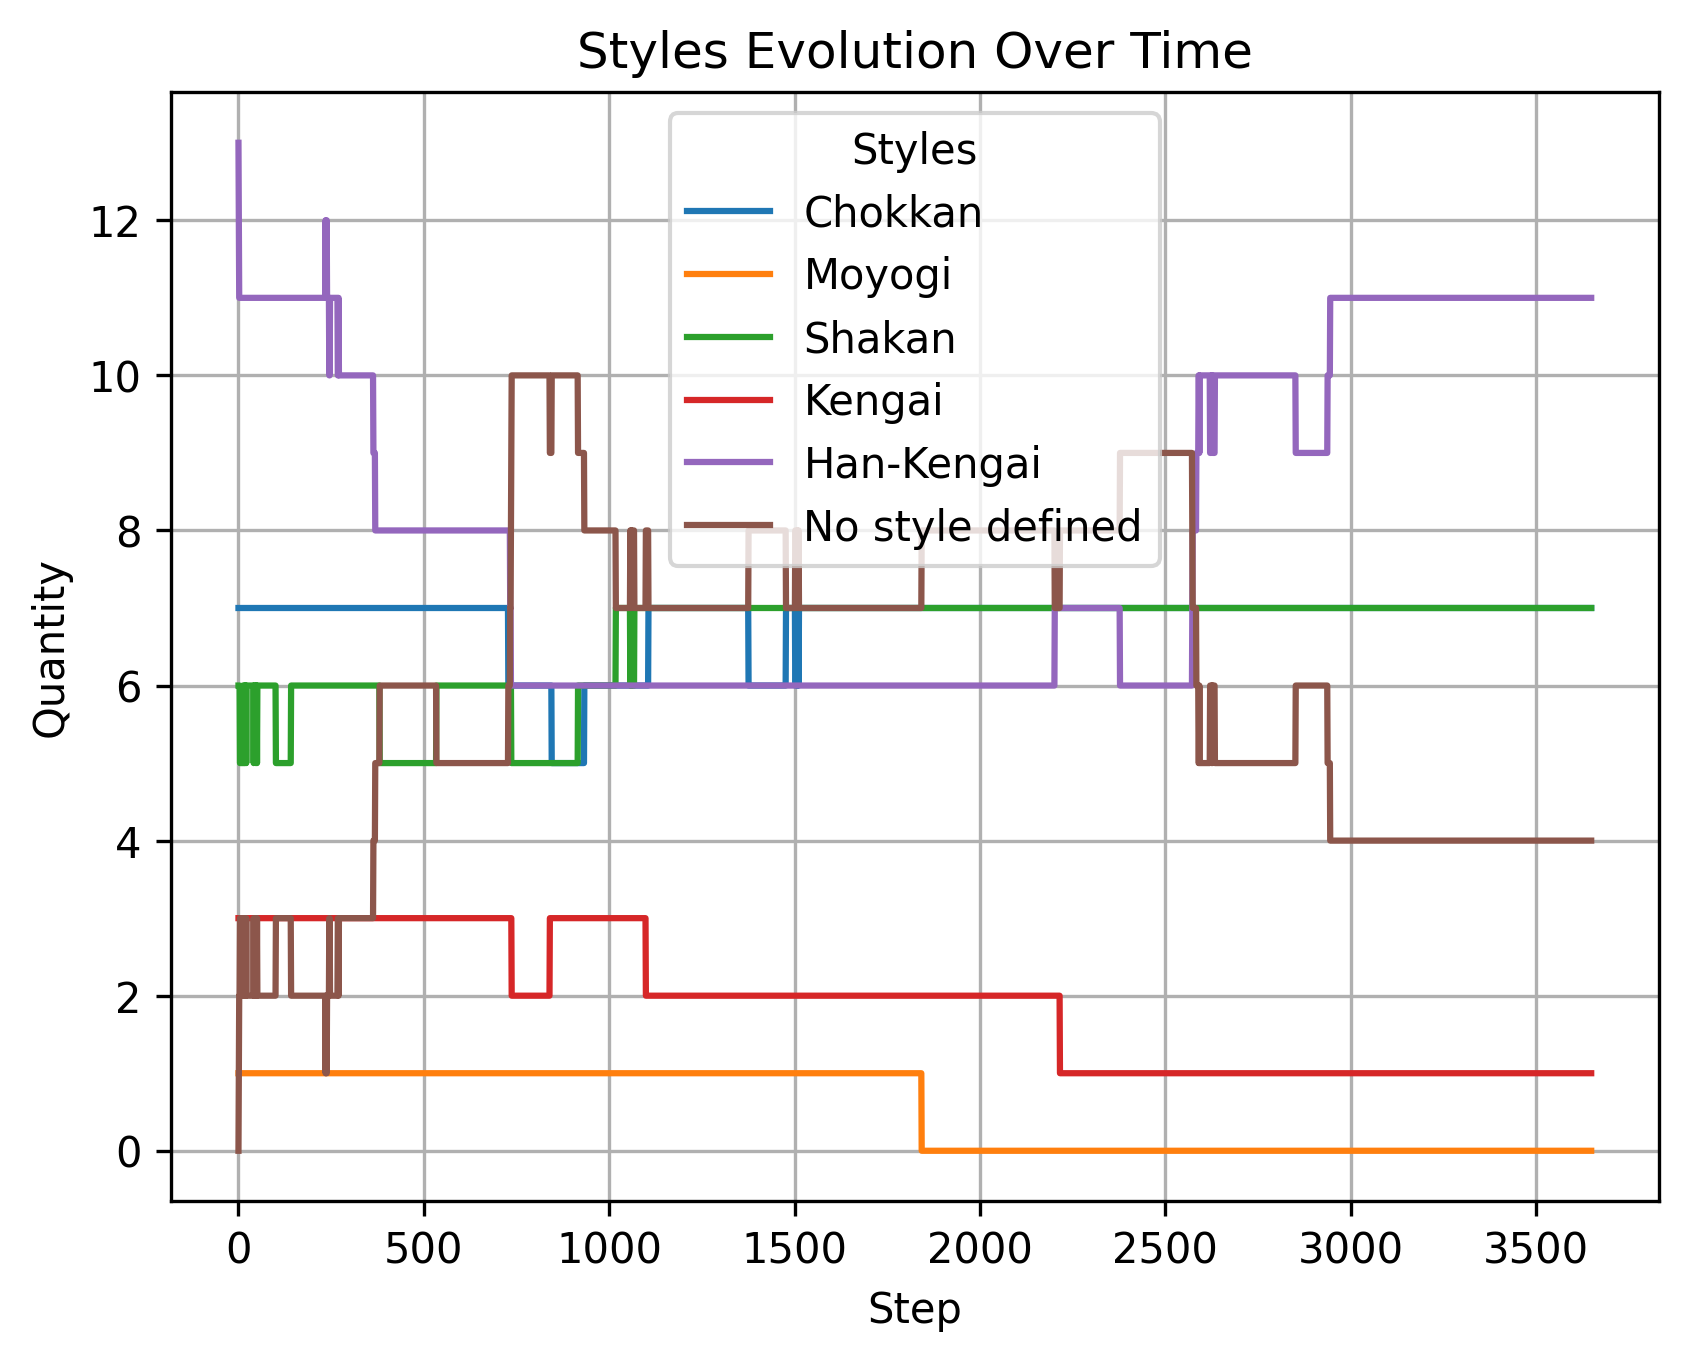 Styles Evolution Over Time
Styles
Chokkan
Moyogi
Shakan
Kengai
Han-Kengai
No style defined
Quantity
12
10
8
6
4
2
0
0 500 1000 1500 2000 2500 3000 3500
Step